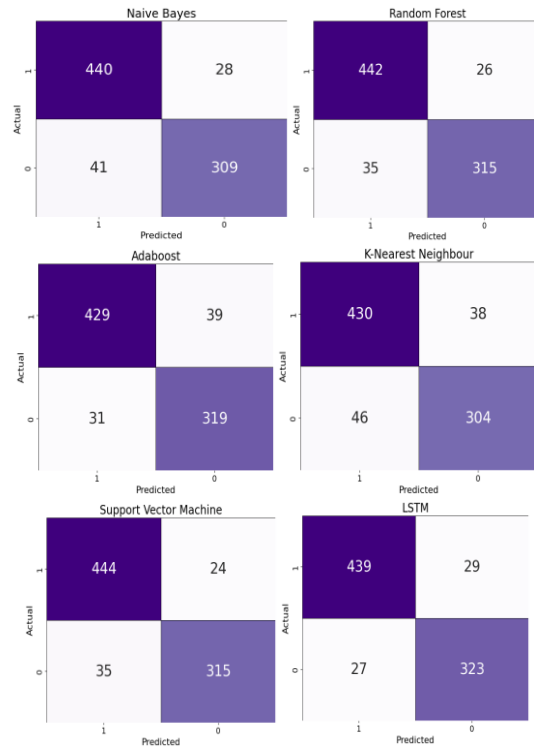 Naive Bayes
Actual
1
440
28
0
41
309
1
0
Predicted
Random Forest
Actual
1
442
26
0
35
315
1
0
Predicted
Adaboost
Actual
1
429
39
0
31
319
1
0
Predicted
K-Nearest Neighbour
Actual
1
430
38
0
46
304
1
0
Predicted
Support Vector Machine
Actual
1
444
24
0
35
315
1
0
Predicted
LSTM
Actual
1
439
29
0
27
323
1
0
Predicted